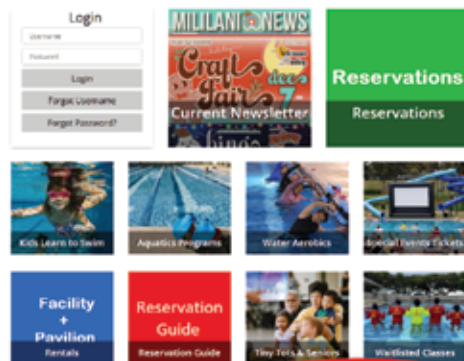 Login
Username
Password
Login
Forgot Username
Forgot Password?
MILILANI NEWS
Craft
Fair
dec
7
Current Newsletter
Reservations
Reservations
Kids Learn to Swim
Aquatics Programs
Water Aerobics
Special Events Tickets
Facility
+
Pavilion
Rentals
Reservation
Guide
Reservation Guide
Tiny Tots & Seniors
Waitlisted Classes